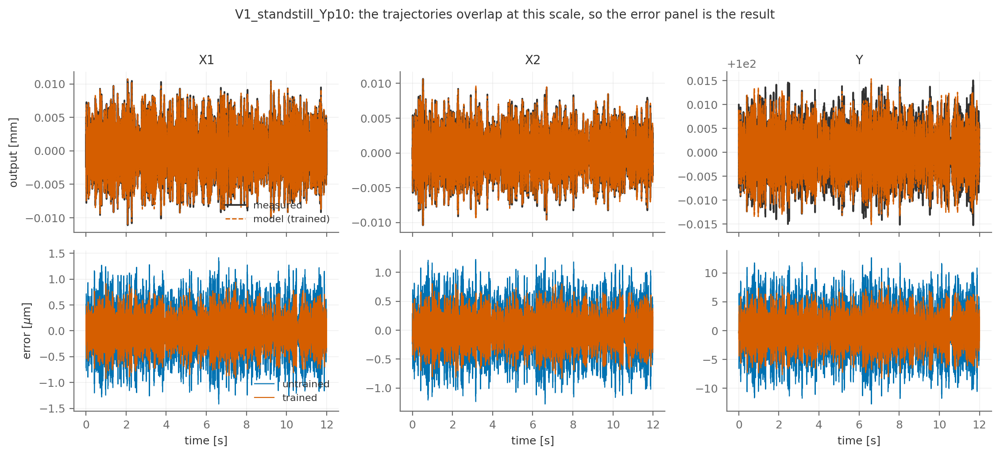 V1_standstill_Yp10: the trajectories overlap at this scale, so the error panel is the result
X1
X2
Y
+1e2
output [mm]
0.010
0.005
0.000
−0.005
−0.010
measured
model (trained)
0.010
0.005
0.000
−0.005
−0.010
0.015
0.010
0.005
0.000
−0.005
−0.010
−0.015
error [μm]
1.5
1.0
0.5
0.0
−0.5
−1.0
−1.5
untrained
trained
1.0
0.5
0.0
−0.5
−1.0
10
5
0
−5
−10
0 2 4 6 8 10 12
0 2 4 6 8 10 12
0 2 4 6 8 10 12
time [s]
time [s]
time [s]